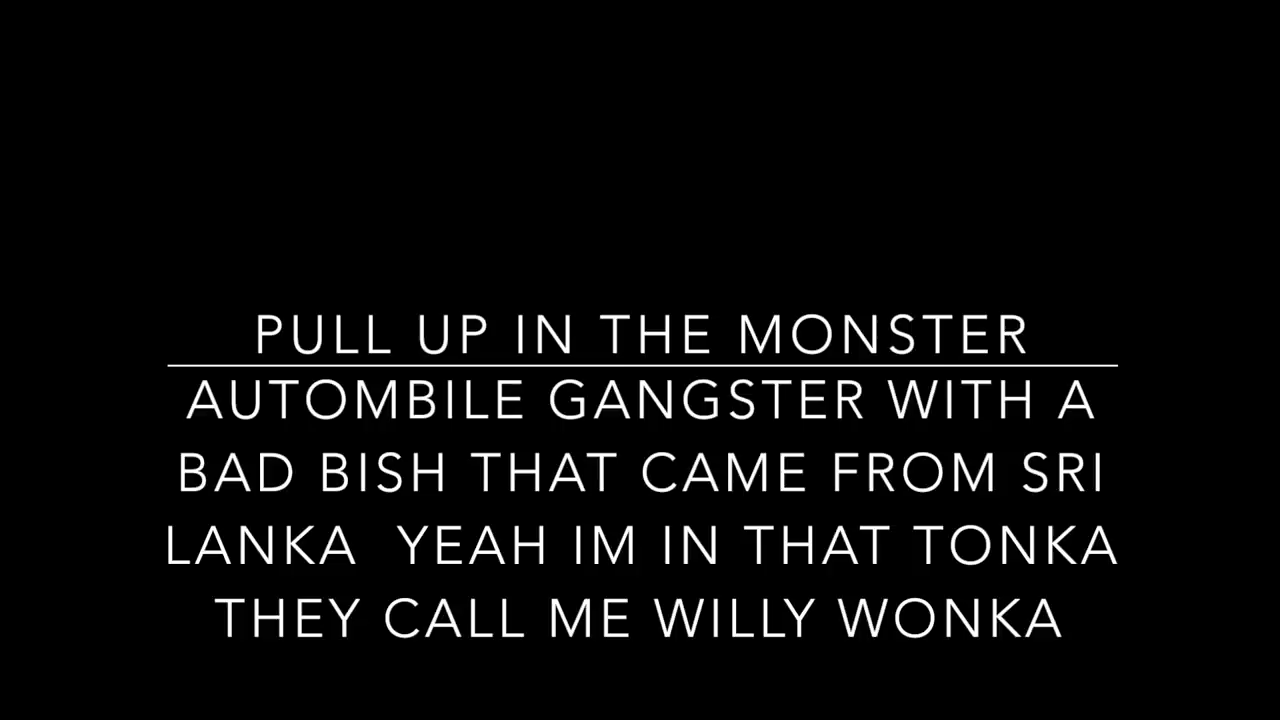 PULL UP IN THE MONSTER
AUTOMBILE GANGSTER WITH A
BAD BISH THAT CAME FROM SRI
LANKA  YEAH IM IN THAT TONKA
THEY CALL ME WILLY WONKA